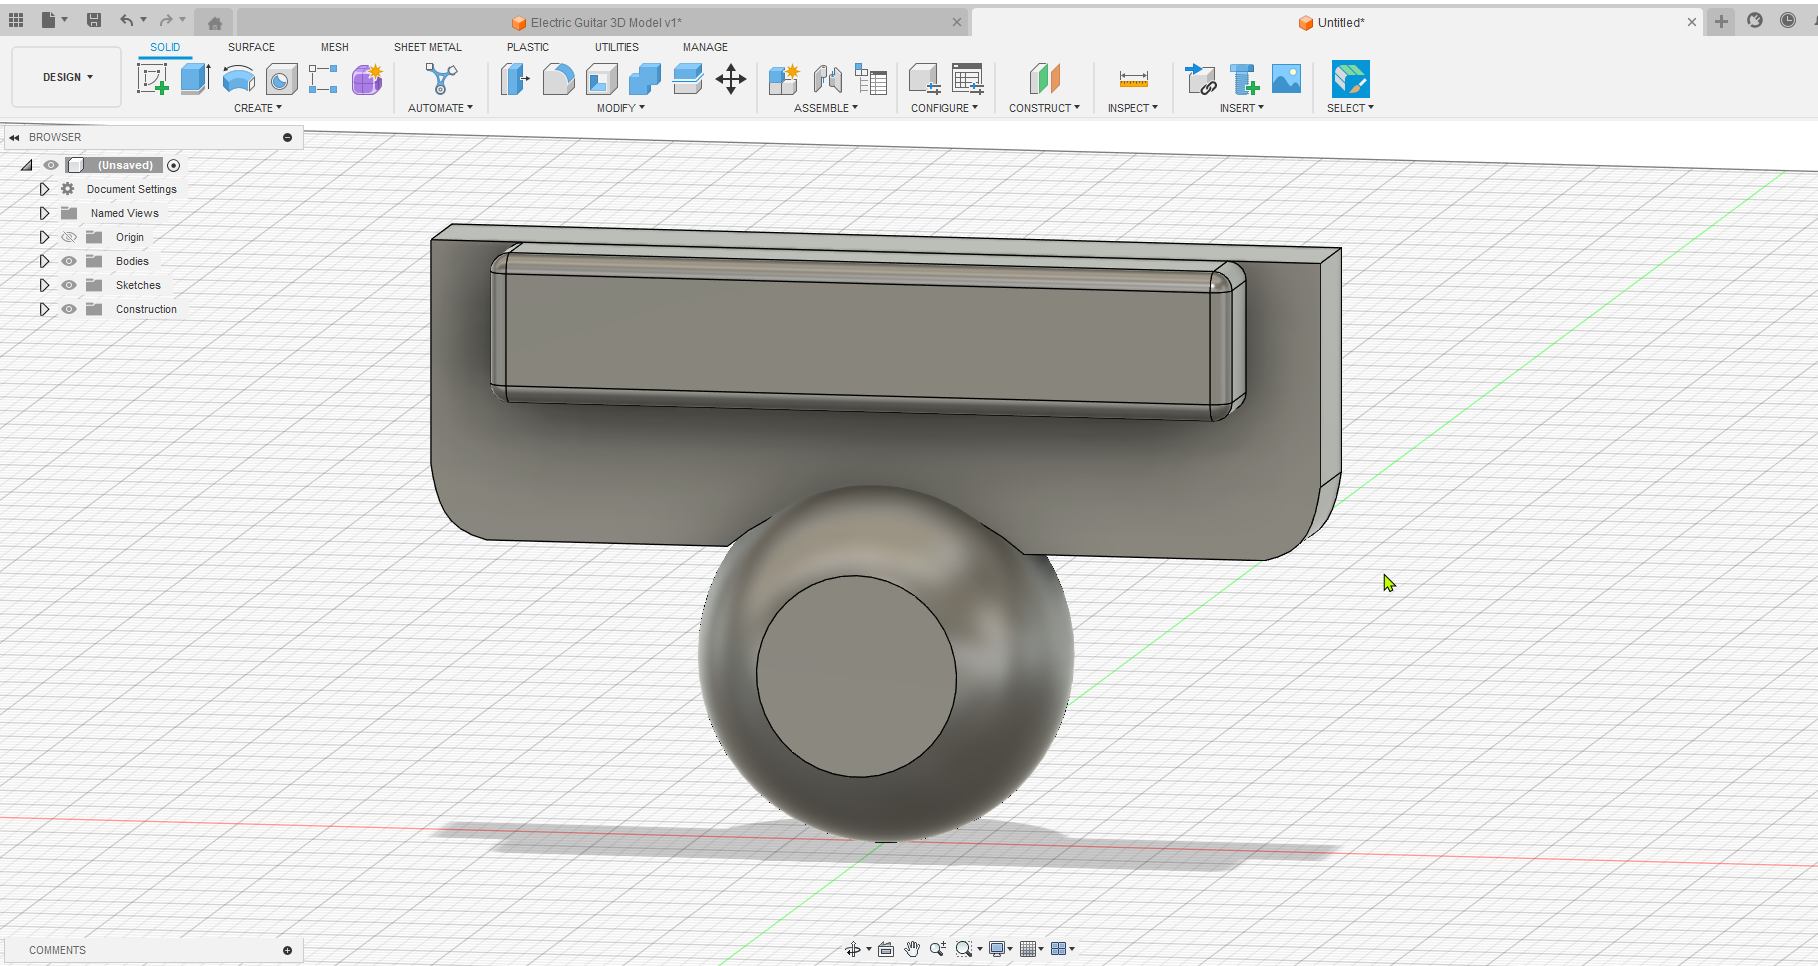 Electric Guitar 3D Model v1*
Untitled*
SOLID SURFACE MESH SHEET METAL PLASTIC UTILITIES MANAGE
DESIGN
CREATE AUTOMATE MODIFY ASSEMBLE CONFIGURE CONSTRUCT INSPECT INSERT SELECT
BROWSER
(Unsaved)
Document Settings
Named Views
Origin
Bodies
Sketches
Construction
COMMENTS